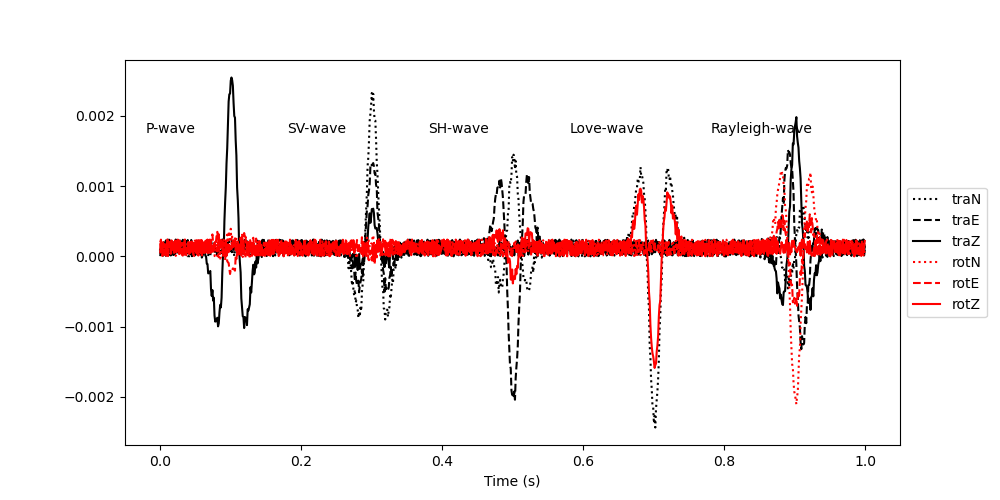 P-wave SV-wave SH-wave Love-wave Rayleigh-wave
0.002
0.001
0.000
−0.001
−0.002
0.0 0.2 0.4 0.6 0.8 1.0
Time (s)
traN
traE
traZ
rotN
rotE
rotZ